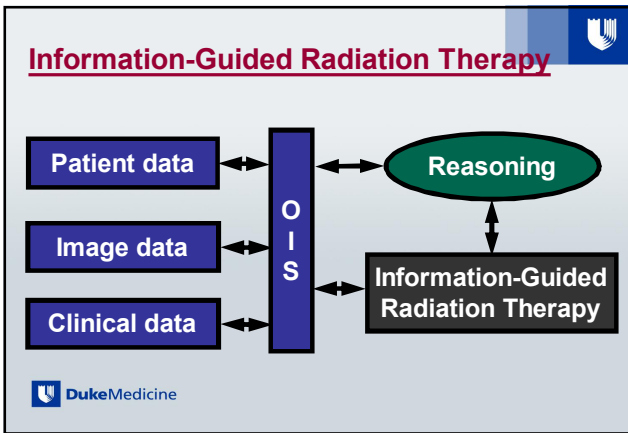 Information-Guided Radiation Therapy
Patient data
Image data
Clinical data
O
I
S
Reasoning
Information-Guided
Radiation Therapy
DukeMedicine